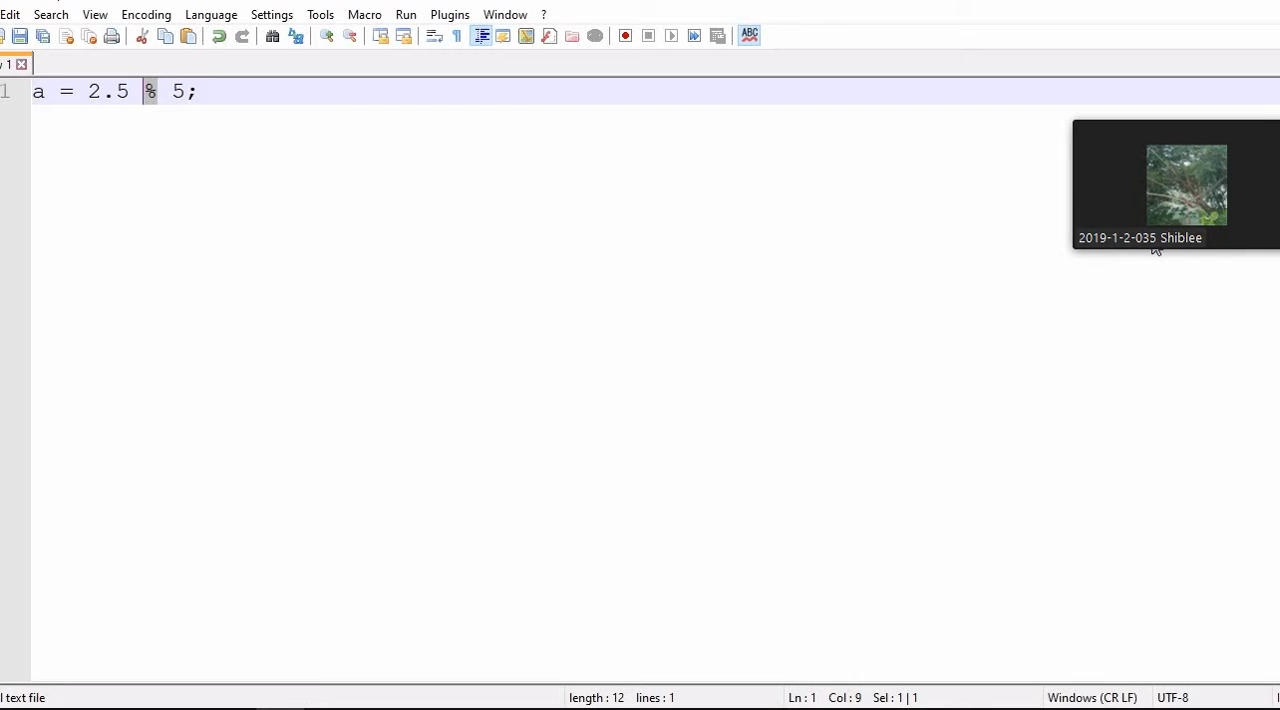 Edit Search View Encoding Language Settings Tools Macro Run Plugins Window ?
ABC
1
1 a = 2.5 % 5;
2019-1-2-035 Shiblee
l text file length : 12 lines : 1 Ln : 1 Col : 9 Sel : 1 | 1 Windows (CR LF) UTF-8